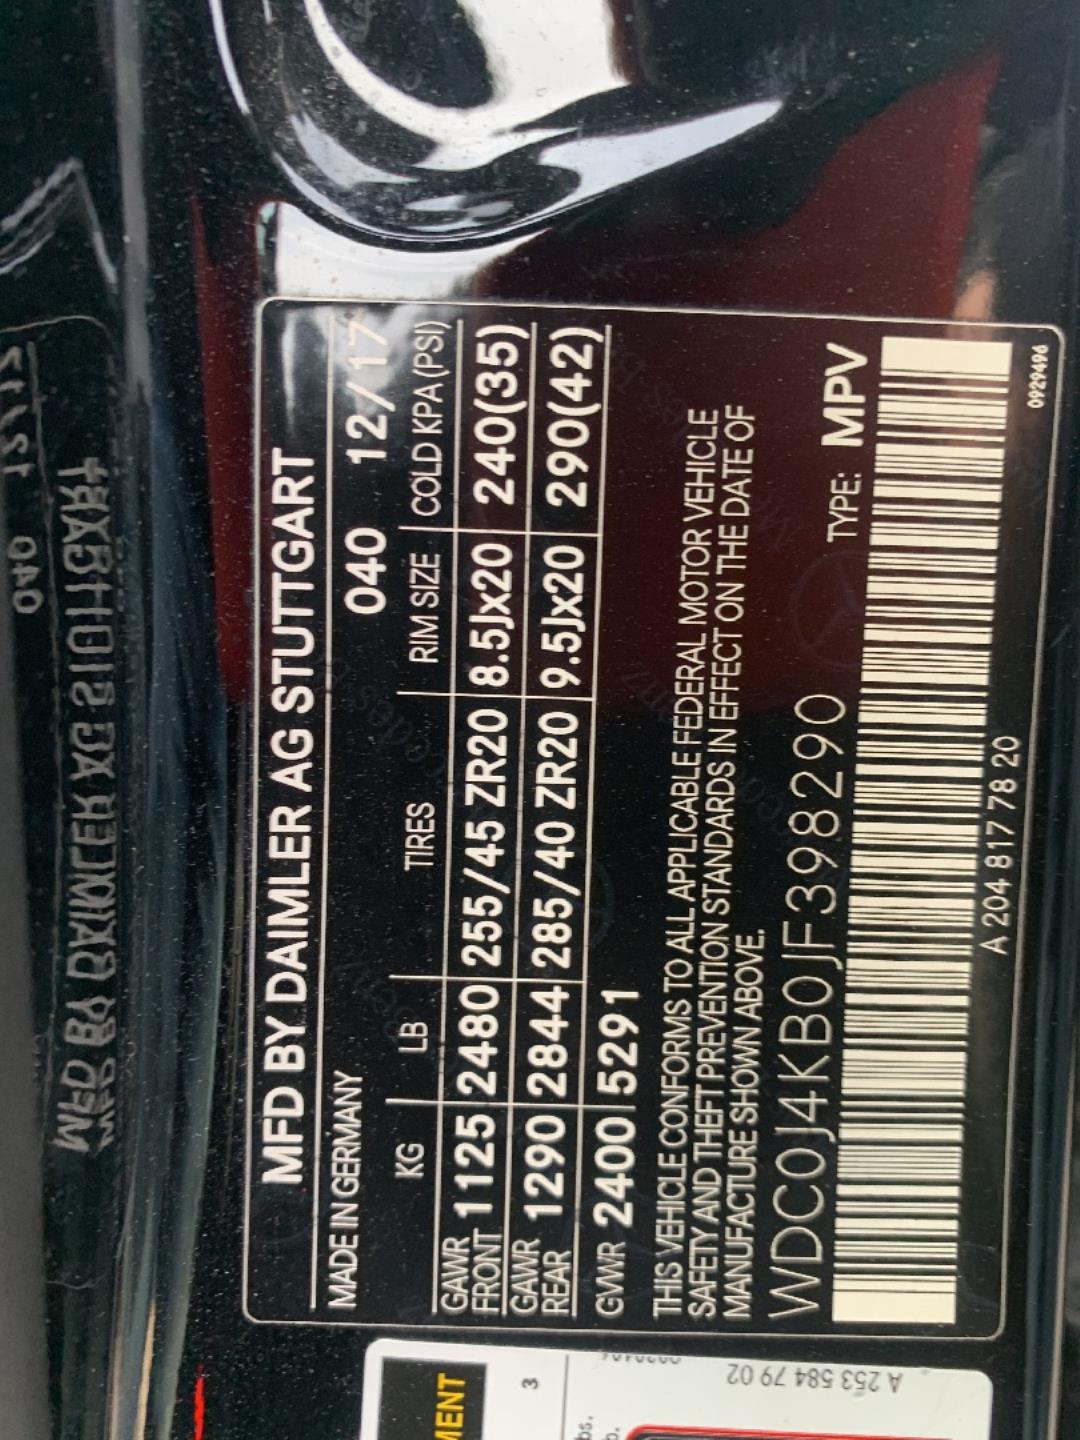 MFD BY DAIMLER AG STUTTGART
MADE IN GERMANY 040 12/17
KG LB TIRES RIM SIZE COLD KPA (PSI)
GAWR FRONT 1125 2480 255/45 ZR20 8.5Jx20 240(35)
GAWR REAR 1290 2844 285/40 ZR20 9.5Jx20 290(42)
GVWR 2400 5291
THIS VEHICLE CONFORMS TO ALL APPLICABLE FEDERAL MOTOR VEHICLE
SAFETY AND THEFT PREVENTION STANDARDS IN EFFECT ON THE DATE OF
MANUFACTURE SHOWN ABOVE.
WDC0J4KB0JF398290 TYPE: MPV
A 204 817 78 20
0929496
MENT
3
A 253 584 79 02